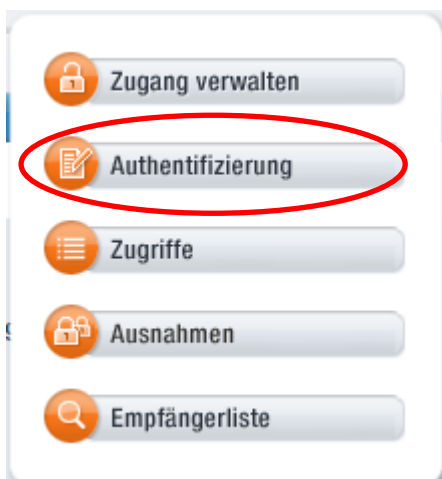 Zugang verwalten
Authentifizierung
Zugriffe
Ausnahmen
Empfängerliste